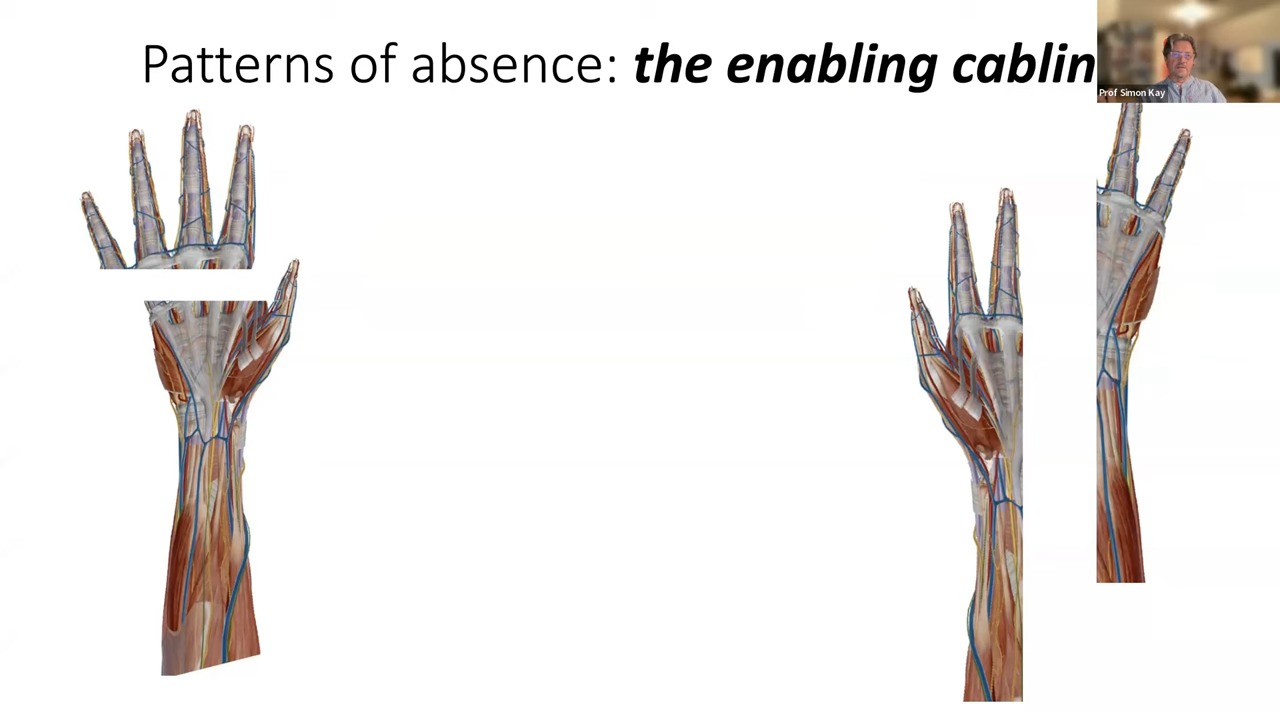 Patterns of absence: the enabling cablin
Prof Simon Kay